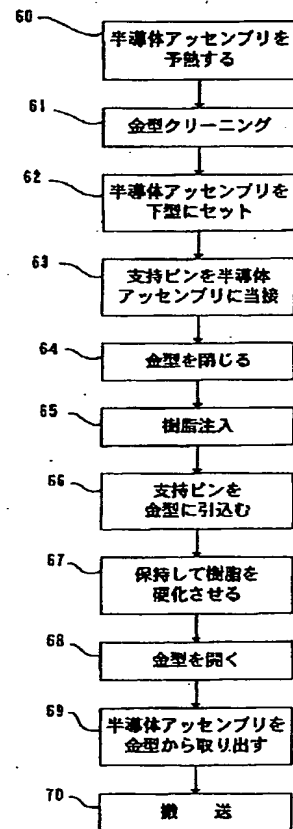 60
半導体アッセンブリを
予熱する
61
金型クリーニング
62
半導体アッセンブリを
下型にセット
63
支持ピンを半導体
アッセンブリに当接
64
金型を閉じる
65
樹脂注入
66
支持ピンを
金型に引込む
67
保持して樹脂を
硬化させる
68
金型を開く
69
半導体アッセンブリを
金型から取り出す
70
搬 送